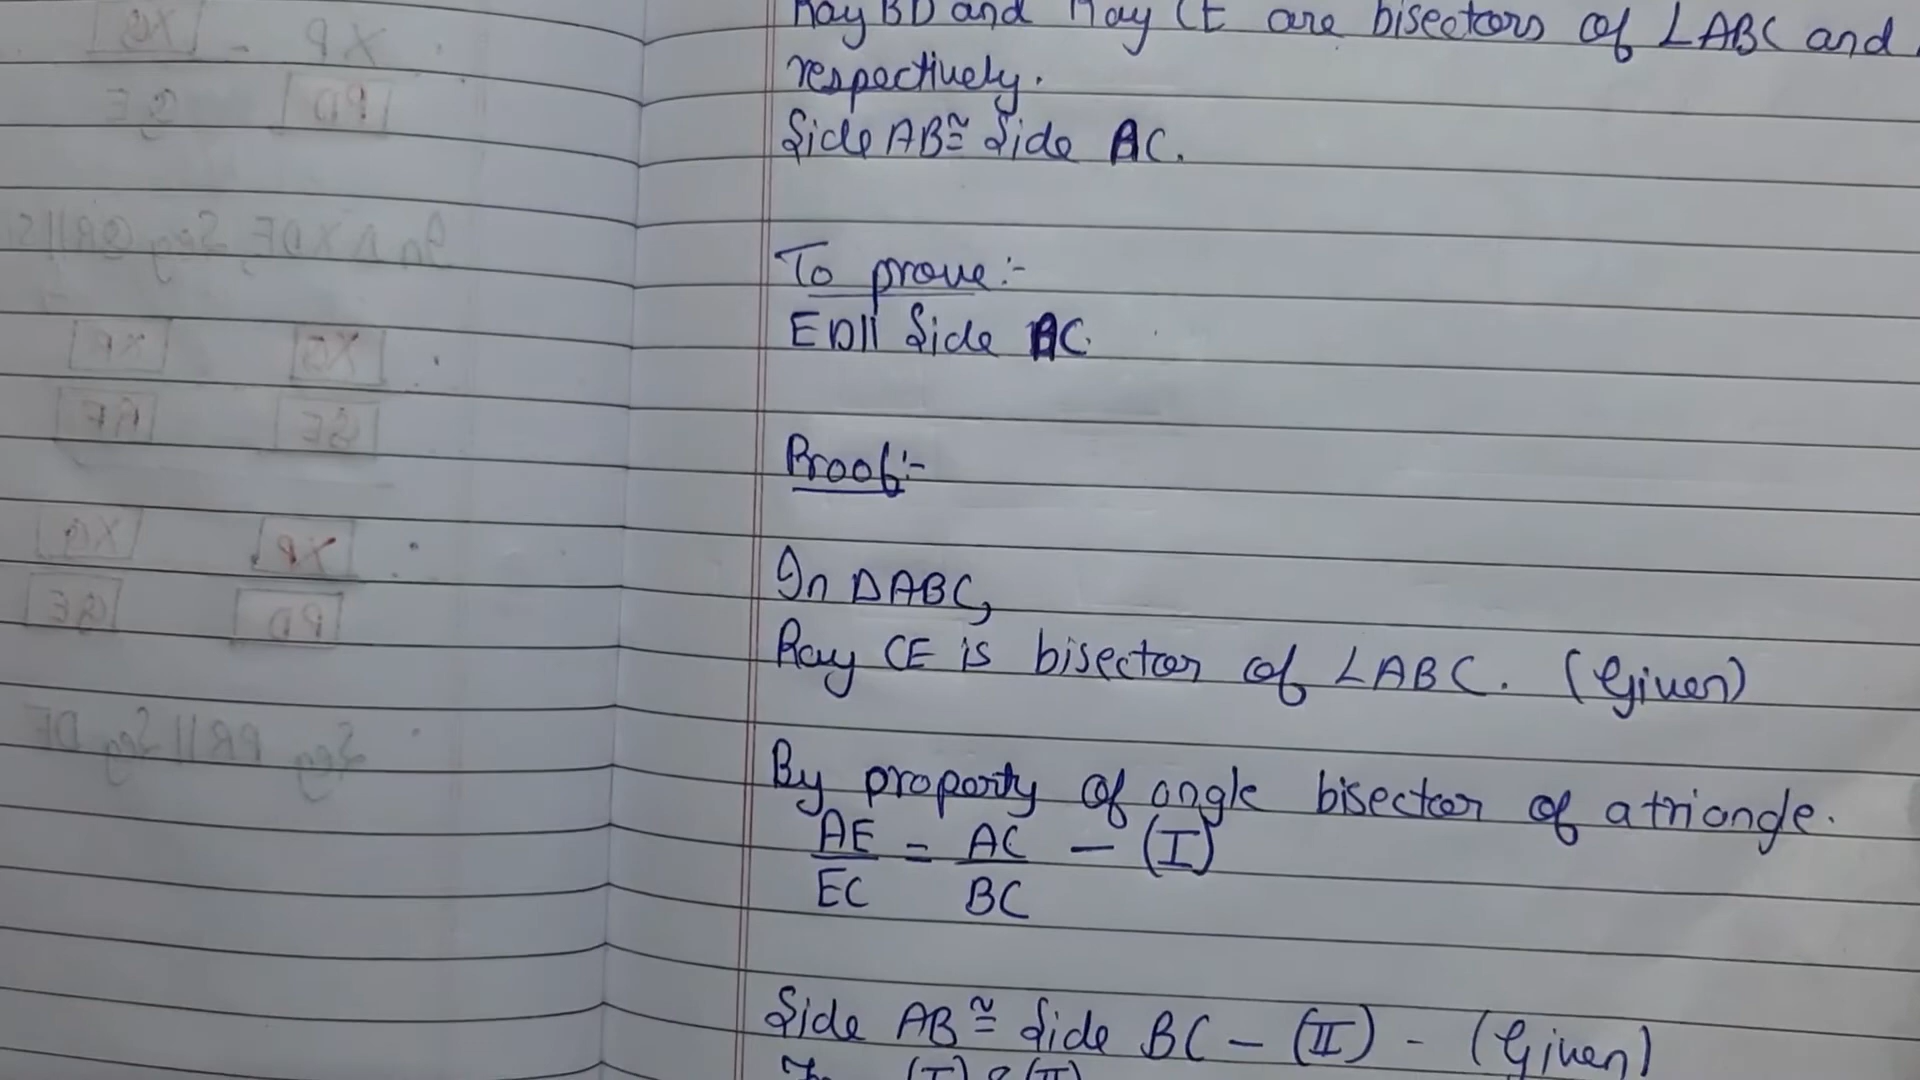 Ray BD and Ray CE are bisectors of ∠ABC and
respectively.
Side AB ≅ Side AC.
To prove:-
ED || Side BC.
Proof:-
In △ABC,
Ray CE is bisector of ∠ABC. (Given)
By property of angle bisector of a triangle.
AE/EC = AC/BC — (I)
Side AB ≅ Side BC — (II) - (Given)
(I) & (II)